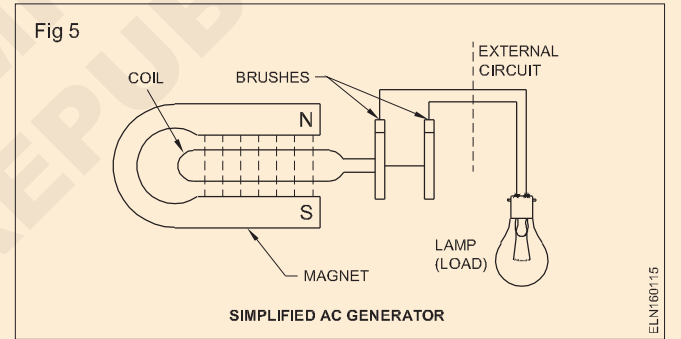 Fig 5
EXTERNAL
CIRCUIT
COIL
BRUSHES
N
S
LAMP
(LOAD)
MAGNET
SIMPLIFIED AC GENERATOR
ELN160115